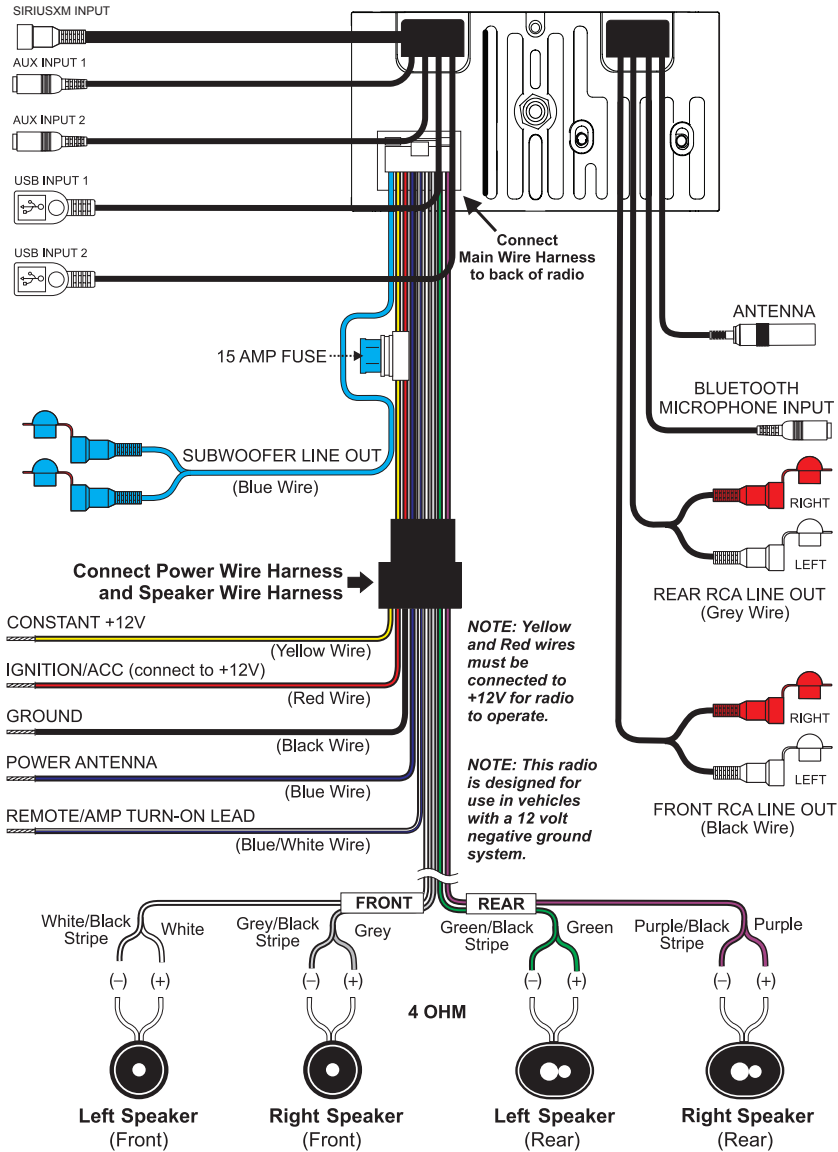 SIRIUSXM INPUT
AUX INPUT 1
AUX INPUT 2
USB INPUT 1
USB INPUT 2
Connect
Main Wire Harness
to back of radio
15 AMP FUSE
ANTENNA
BLUETOOTH
MICROPHONE INPUT
SUBWOOFER LINE OUT
(Blue Wire)
RIGHT
LEFT
REAR RCA LINE OUT
(Grey Wire)
Connect Power Wire Harness
and Speaker Wire Harness
CONSTANT +12V
(Yellow Wire)
IGNITION/ACC (connect to +12V)
(Red Wire)
GROUND
(Black Wire)
POWER ANTENNA
(Blue Wire)
REMOTE/AMP TURN-ON LEAD
(Blue/White Wire)
NOTE: Yellow
and Red wires
must be
connected to
+12V for radio
to operate.
NOTE: This radio
is designed for
use in vehicles
with a 12 volt
negative ground
system.
RIGHT
LEFT
FRONT RCA LINE OUT
(Black Wire)
FRONT
REAR
White/Black
Stripe
White
Grey/Black
Stripe
Grey
Green/Black
Stripe
Green
Purple/Black
Stripe
Purple
(–) (+)
(–) (+)
(–) (+)
(–) (+)
4 OHM
Left Speaker
(Front)
Right Speaker
(Front)
Left Speaker
(Rear)
Right Speaker
(Rear)